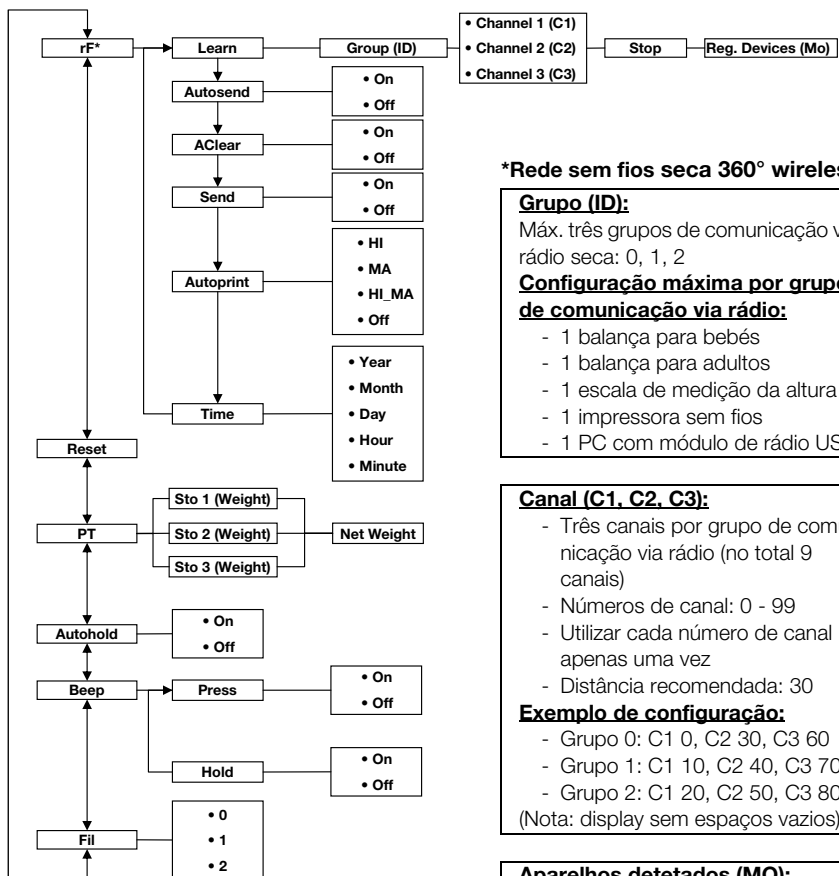 rF*
Learn
Group (ID)
• Channel 1 (C1)
• Channel 2 (C2)
• Channel 3 (C3)
Stop
Reg. Devices (Mo)
Autosend
• On
• Off
AClear
• On
• Off
Send
• On
• Off
Autoprint
• HI
• MA
• HI_MA
• Off
Time
• Year
• Month
• Day
• Hour
• Minute
Reset
PT
Sto 1 (Weight)
Sto 2 (Weight)
Sto 3 (Weight)
Net Weight
Autohold
• On
• Off
Beep
Press
• On
• Off
Hold
• On
• Off
Fil
• 0
• 1
• 2
*Rede sem fios seca 360°
Grupo (ID):
Máx. três grupos de comunicação
rádio seca: 0, 1, 2
Configuração máxima por
de comunicação via rádio:
- 1 balança para bebés
- 1 balança para adultos
- 1 escala de medição da altura
- 1 impressora sem fios
- 1 PC com módulo de rádio
Canal (C1, C2, C3):
- Três canais por grupo de com
nicação via rádio (no total 9
canais)
- Números de canal: 0 - 99
- Utilizar cada número de canal
apenas uma vez
- Distância recomendada: 30
Exemplo de configuração:
- Grupo 0: C1 0, C2 30, C3 60
- Grupo 1: C1 10, C2 40, C3 70
- Grupo 2: C1 20, C2 50, C3 80
(Nota: display sem espaços vazios)
Aparelhos detetados (MO):